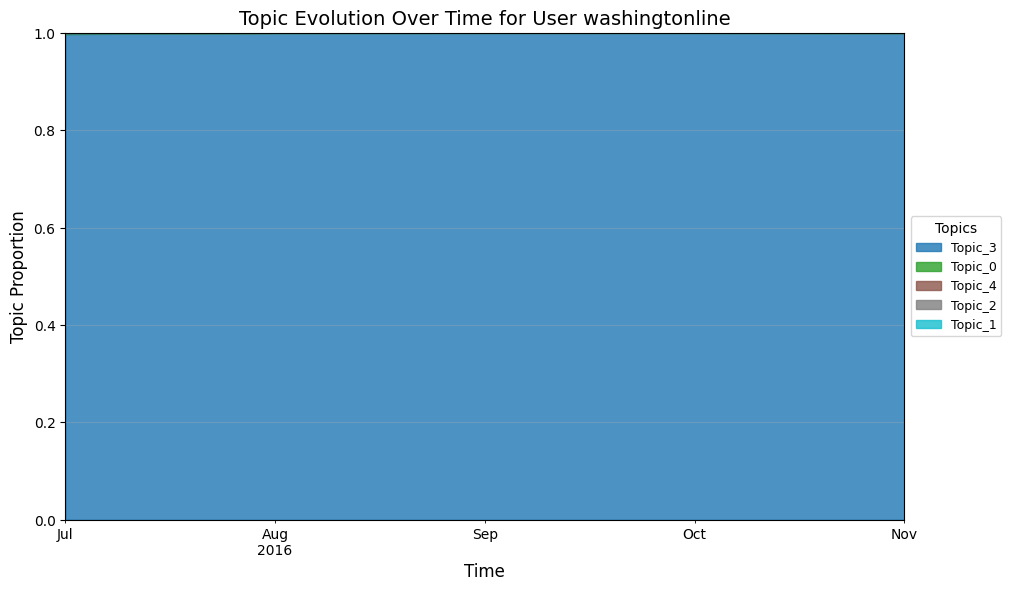 Topic Evolution Over Time for User washingtonline
1.0
0.8
0.6
0.4
0.2
0.0
Topic Proportion
Jul
Aug
2016
Sep
Oct
Nov
Time
Topics
Topic_3
Topic_0
Topic_4
Topic_2
Topic_1